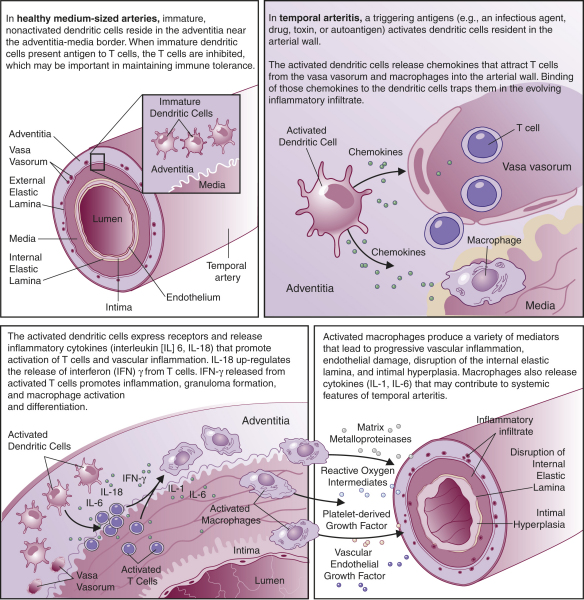 In healthy medium-sized arteries, immature,
nonactivated dendritic cells reside in the adventitia near
the adventitia-media border. When immature dendritic
cells present antigen to T cells, the T cells are inhibited,
which may be important in maintaining immune tolerance.
Immature
Dendritic Cells
Adventitia
Media
Adventitia
Vasa
Vasorum
External
Elastic
Lamina
Media
Internal
Elastic
Lamina
Lumen
Intima
Endothelium
Temporal
artery
In temporal arteritis, a triggering antigens (e.g., an infectious agent,
drug, toxin, or autoantigen) activates dendritic cells resident in the
arterial wall.
The activated dendritic cells release chemokines that attract T cells
from the vasa vasorum and macrophages into the arterial wall. Binding
of those chemokines to the dendritic cells traps them in the evolving
inflammatory infiltrate.
Activated
Dendritic Cell
Chemokines
T cell
Vasa vasorum
Chemokines
Macrophage
Adventitia
Media
The activated dendritic cells express receptors and release
inflammatory cytokines (interleukin [IL] 6, IL-18) that promote
activation of T cells and vascular inflammation. IL-18 up-regulates
the release of interferon (IFN) γ from T cells. IFN-γ released from
activated T cells promotes inflammation, granuloma formation,
and macrophage activation
and differentiation.
Adventitia
Activated
Dendritic Cells
IFN-γ
IL-18
IL-6
IL-1
IL-6
Activated
Macrophages
Media
Intima
Activated
T Cells
Vasa
Vasorum
Lumen
Activated macrophages produce a variety of mediators
that lead to progressive vascular inflammation,
endothelial damage, disruption of the internal elastic
lamina, and intimal hyperplasia. Macrophages also release
cytokines (IL-1, IL-6) that may contribute to systemic
features of temporal arteritis.
Matrix
Metalloproteinases
Reactive Oxygen
Intermediates
Platelet-derived
Growth Factor
Vascular
Endothelial
Growth Factor
Inflammatory
infiltrate
Disruption of
Internal
Elastic
Lamina
Intimal
Hyperplasia